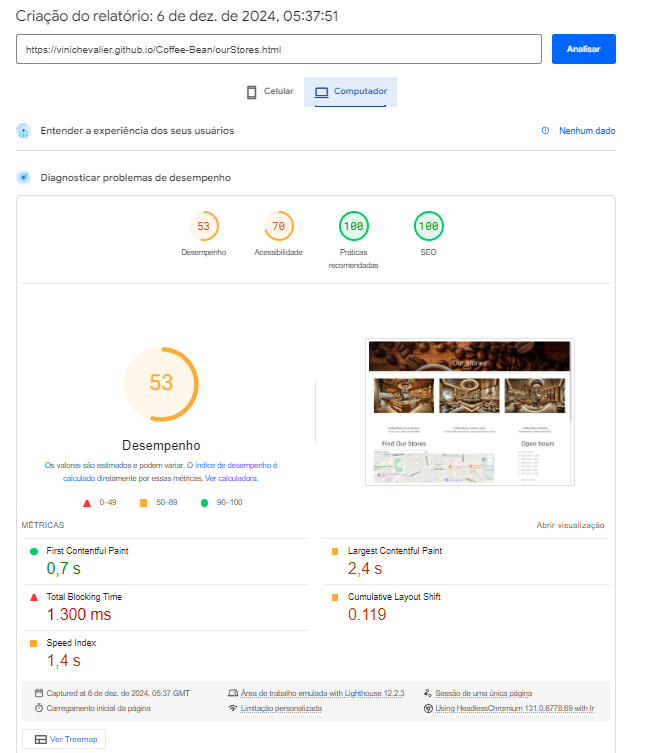 Criação do relatório: 6 de dez. de 2024, 05:37:51
https://vinichevalier.github.io/Coffee-Bean/ourStores.html
Analisar
Celular
Computador
Entender a experiência dos seus usuários
Nenhum dado
Diagnosticar problemas de desempenho
53
70
100
100
Desempenho
Acessibilidade
Práticas
recomendadas
SEO
53
Desempenho
Os valores são estimados e podem variar. O índice de desempenho é
calculado diretamente por essas métricas. Ver calculadora.
0–49
50–89
90–100
Our Stores
Find Our Stores
Open hours
MÉTRICAS
Abrir visualização
First Contentful Paint
0,7 s
Largest Contentful Paint
2,4 s
Total Blocking Time
1.300 ms
Cumulative Layout Shift
0.119
Speed Index
1,4 s
Captured at 6 de dez. de 2024, 05:37 GMT
Área de trabalho emulada with Lighthouse 12.2.3
Sessão de uma única página
Carregamento inicial da página
Limitação personalizada
Using HeadlessChromium 131.0.6778.69 with lr
Ver Treemap